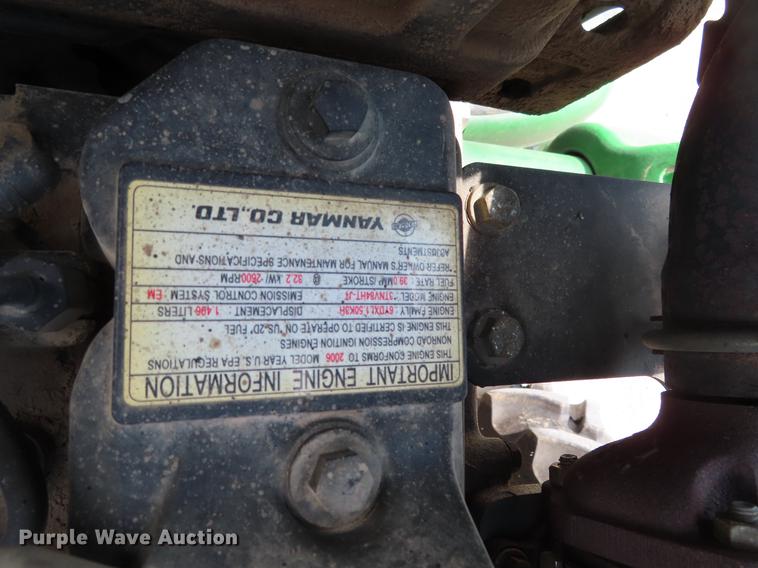 IMPORTANT ENGINE INFORMATION
THIS ENGINE CONFORMS TO 2006 MODEL YEAR U.S. EPA REGULATIONS
NONROAD COMPRESSION IGNITION ENGINES
THIS ENGINE IS CERTIFIED TO OPERATE ON "US.2D" FUEL
ENGINE FAMILY 6YDXL1.50K3H DISPLACEMENT 1.496 LITERS
ENGINE MODEL 3TNV84HT- EMISSION CONTROL SYSTEM EM
FUEL RATE 39.0MM³/STROKE 32.2 kW/2600RPM
*REFER OWNER'S MANUAL FOR MAINTENANCE SPECIFICATIONS AND
ADJUSTMENTS
YANMAR CO.,LTD.
Purple Wave Auction